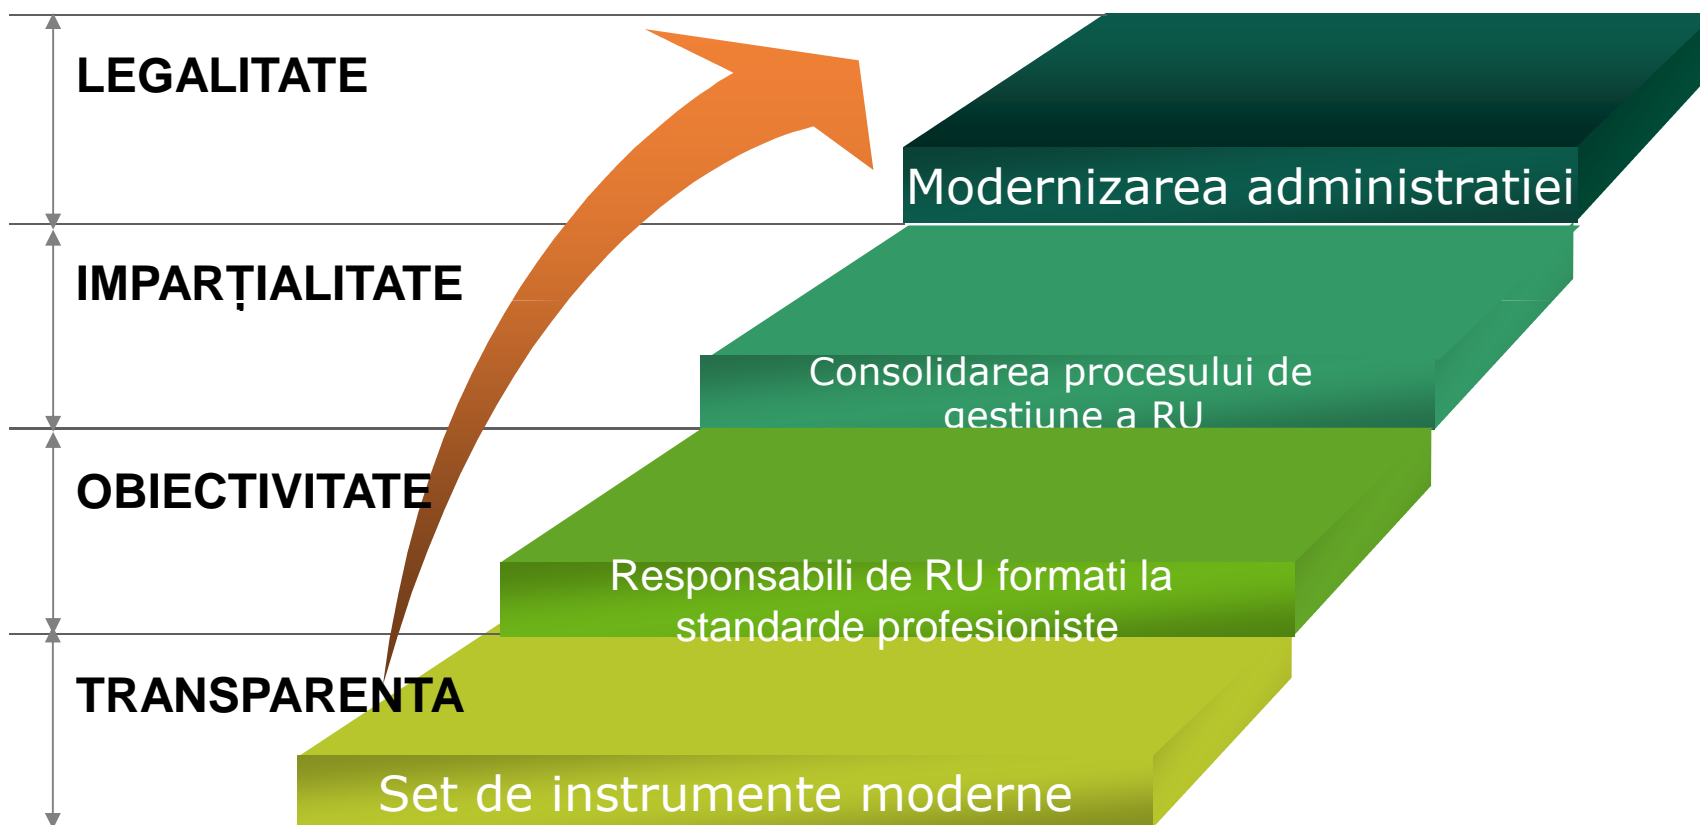 LEGALITATE
Modernizarea administratiei
IMPARȚIALITATE
Consolidarea procesului de
gestiune a RU
OBIECTIVITATE
Responsabili de RU formati la
standarde profesioniste
TRANSPARENTA
Set de instrumente moderne